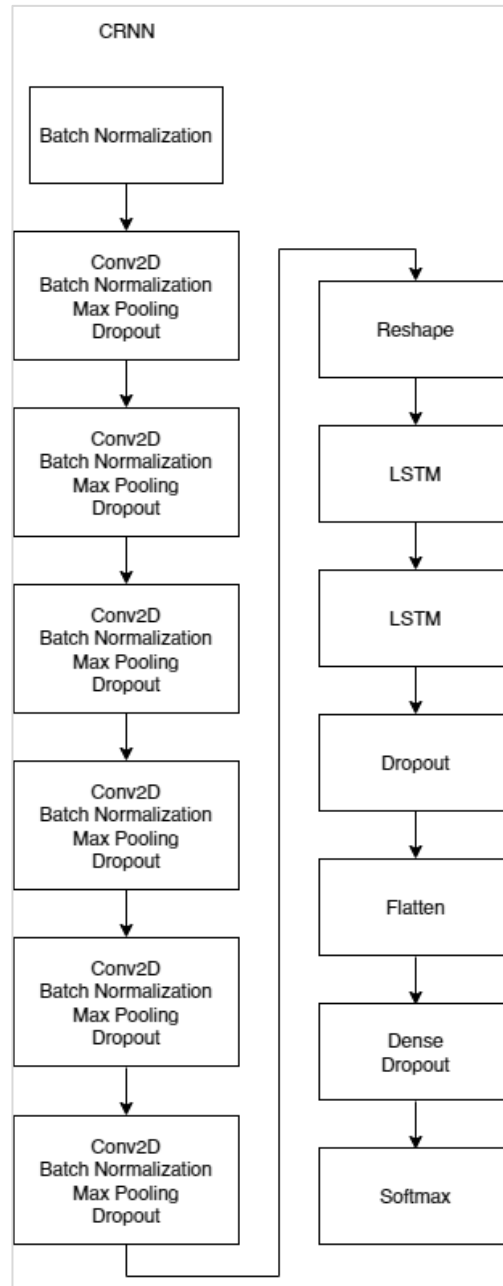 CRNN
Batch Normalization
Conv2D
Batch Normalization
Max Pooling
Dropout
Conv2D
Batch Normalization
Max Pooling
Dropout
Conv2D
Batch Normalization
Max Pooling
Dropout
Conv2D
Batch Normalization
Max Pooling
Dropout
Conv2D
Batch Normalization
Max Pooling
Dropout
Conv2D
Batch Normalization
Max Pooling
Dropout
Reshape
LSTM
LSTM
Dropout
Flatten
Dense
Dropout
Softmax